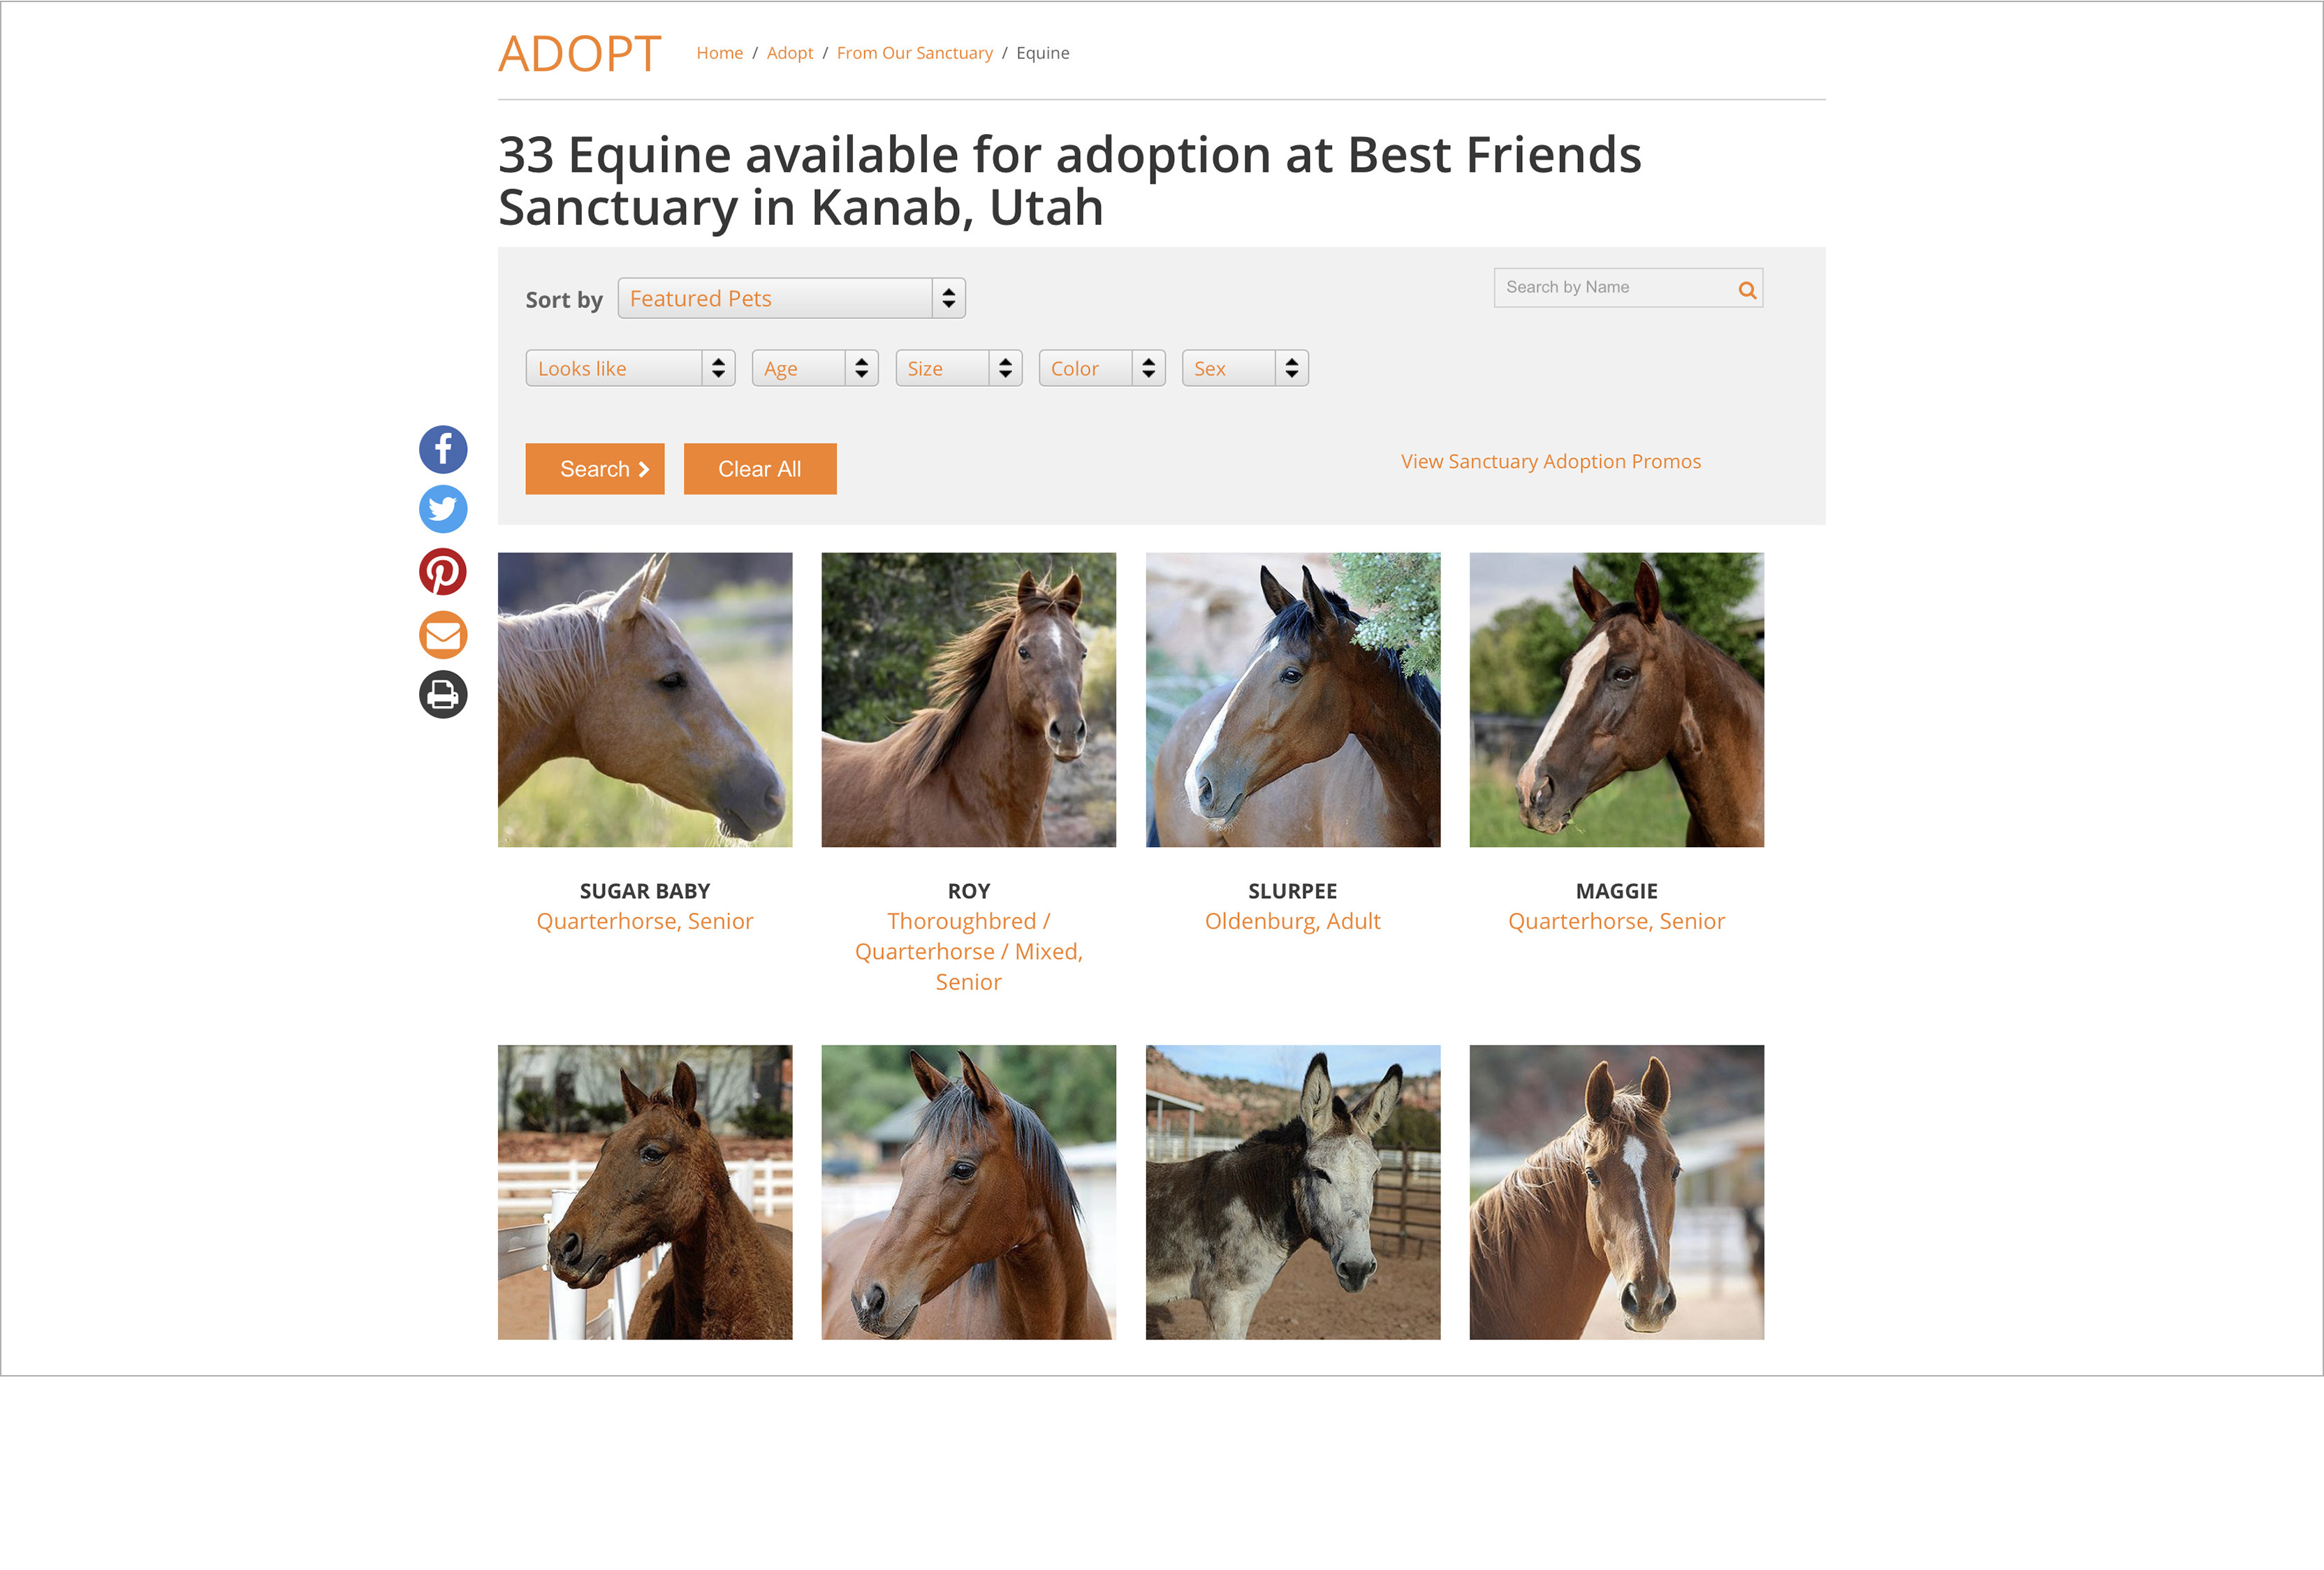 ADOPT
Home / Adopt / From Our Sanctuary / Equine
33 Equine available for adoption at Best Friends
Sanctuary in Kanab, Utah
Sort by
Featured Pets
Search by Name
Looks like
Age
Size
Color
Sex
Search
Clear All
View Sanctuary Adoption Promos
SUGAR BABY
Quarterhorse, Senior
ROY
Thoroughbred /
Quarterhorse / Mixed,
Senior
SLURPEE
Oldenburg, Adult
MAGGIE
Quarterhorse, Senior